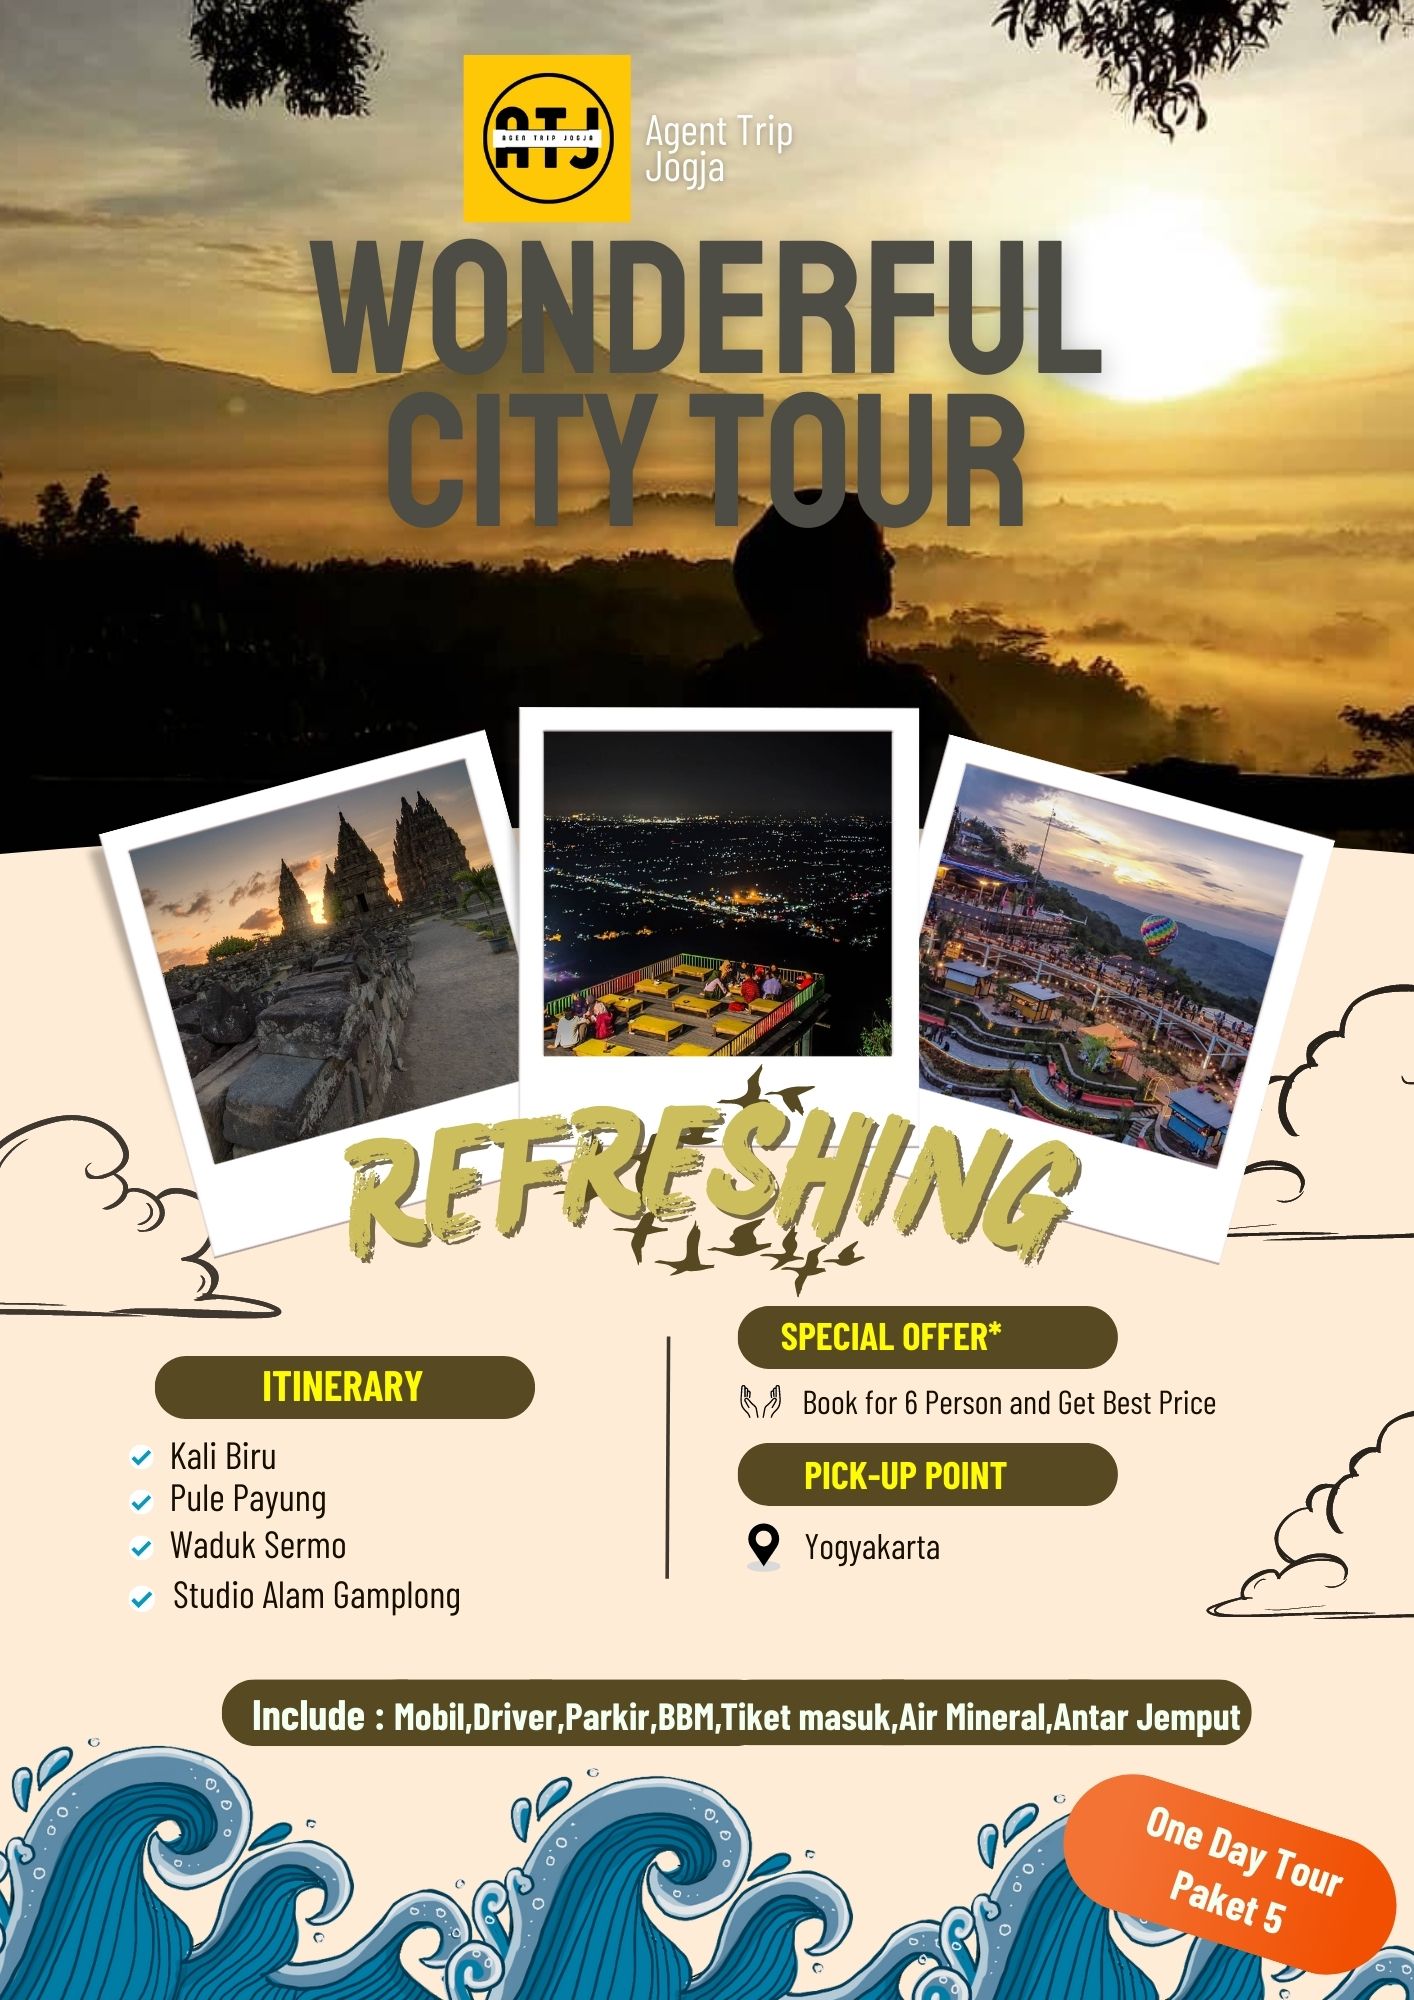 ATJ
AGEN TRIP JOGJA
Agent Trip
Jogja
WONDERFUL
CITY TOUR
REFRESHING
ITINERARY
Kali Biru
Pule Payung
Waduk Sermo
Studio Alam Gamplong
SPECIAL OFFER*
Book for 6 Person and Get Best Price
PICK-UP POINT
Yogyakarta
Include : Mobil,Driver,Parkir,BBM,Tiket masuk,Air Mineral,Antar Jemput
One Day Tour
Paket 5